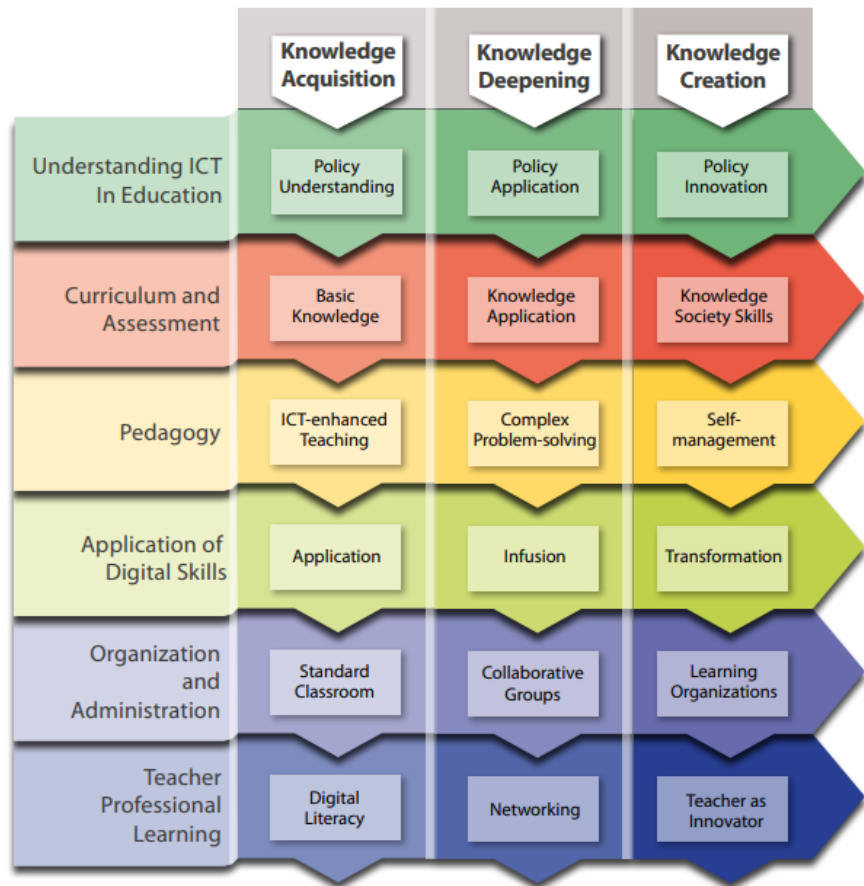 Knowledge
Acquisition
Knowledge
Deepening
Knowledge
Creation
Understanding ICT
In Education
Policy
Understanding
Policy
Application
Policy
Innovation
Curriculum and
Assessment
Basic
Knowledge
Knowledge
Application
Knowledge
Society Skills
Pedagogy
ICT-enhanced
Teaching
Complex
Problem-solving
Self-
management
Application of
Digital Skills
Application
Infusion
Transformation
Organization
and
Administration
Standard
Classroom
Collaborative
Groups
Learning
Organizations
Teacher
Professional
Learning
Digital
Literacy
Networking
Teacher as
Innovator